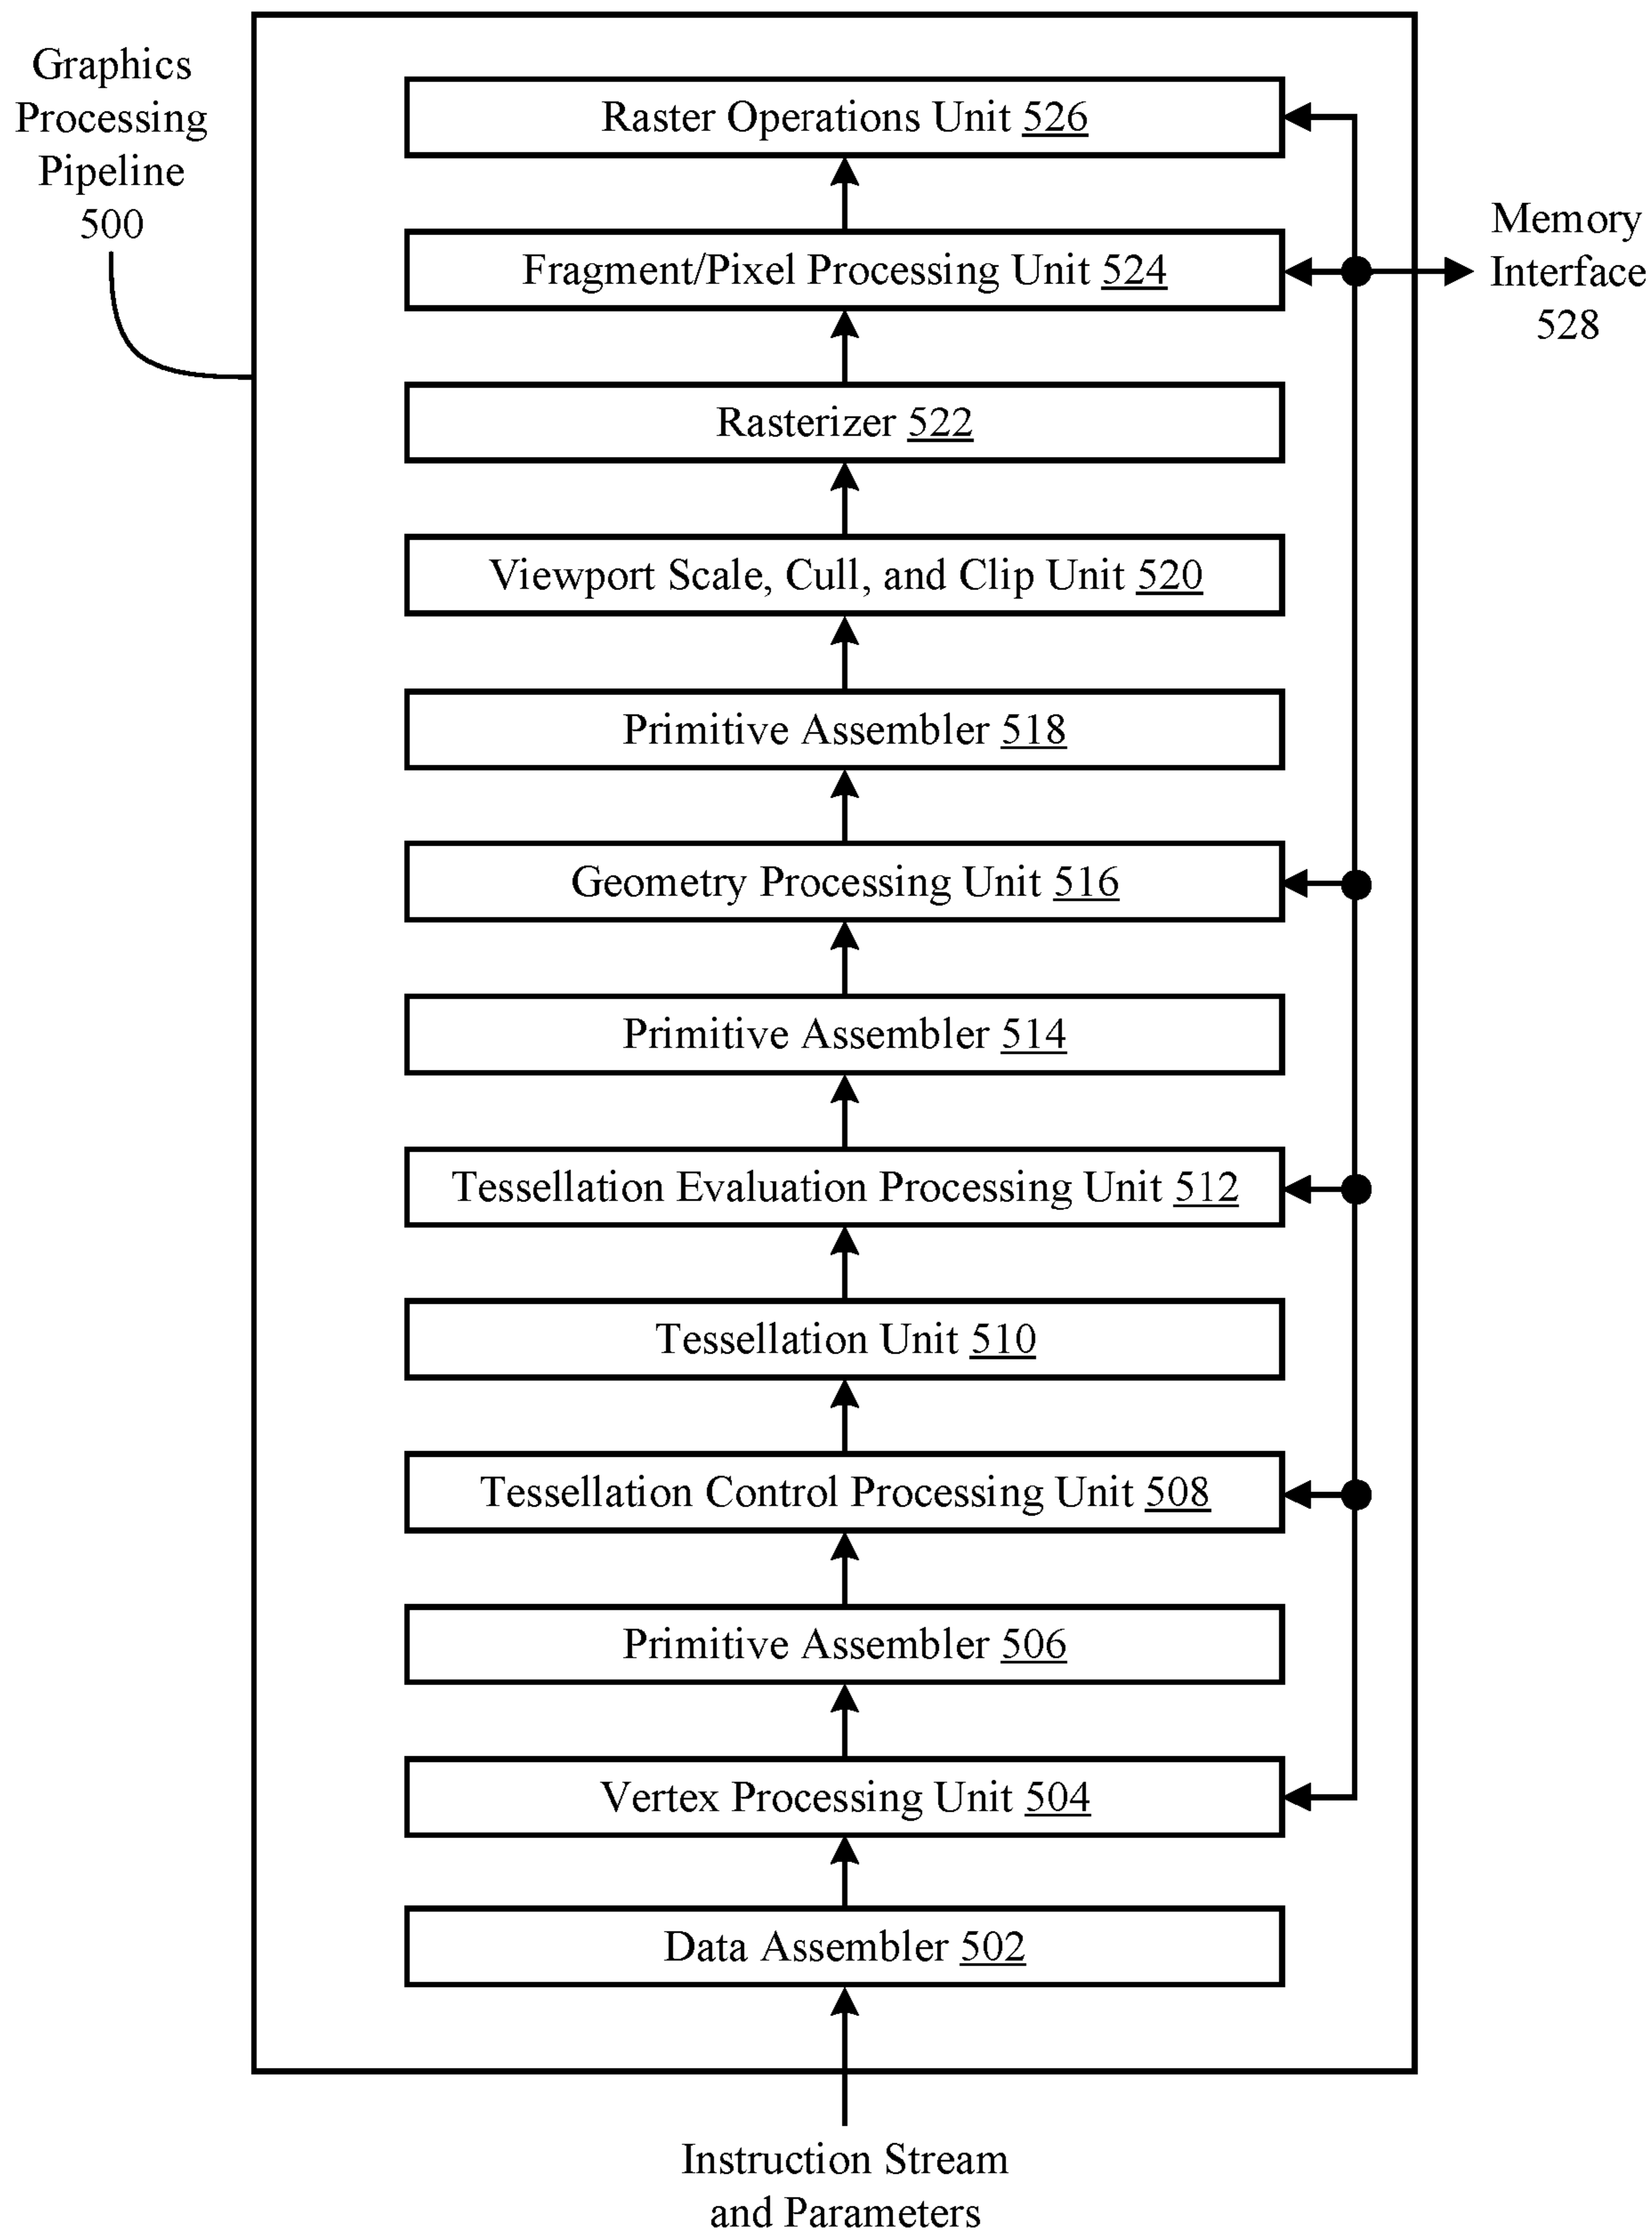 Graphics
Processing
Pipeline
500
Raster Operations Unit 526
Fragment/Pixel Processing Unit 524
Memory
Interface
528
Rasterizer 522
Viewport Scale, Cull, and Clip Unit 520
Primitive Assembler 518
Geometry Processing Unit 516
Primitive Assembler 514
Tessellation Evaluation Processing Unit 512
Tessellation Unit 510
Tessellation Control Processing Unit 508
Primitive Assembler 506
Vertex Processing Unit 504
Data Assembler 502
Instruction Stream
and Parameters